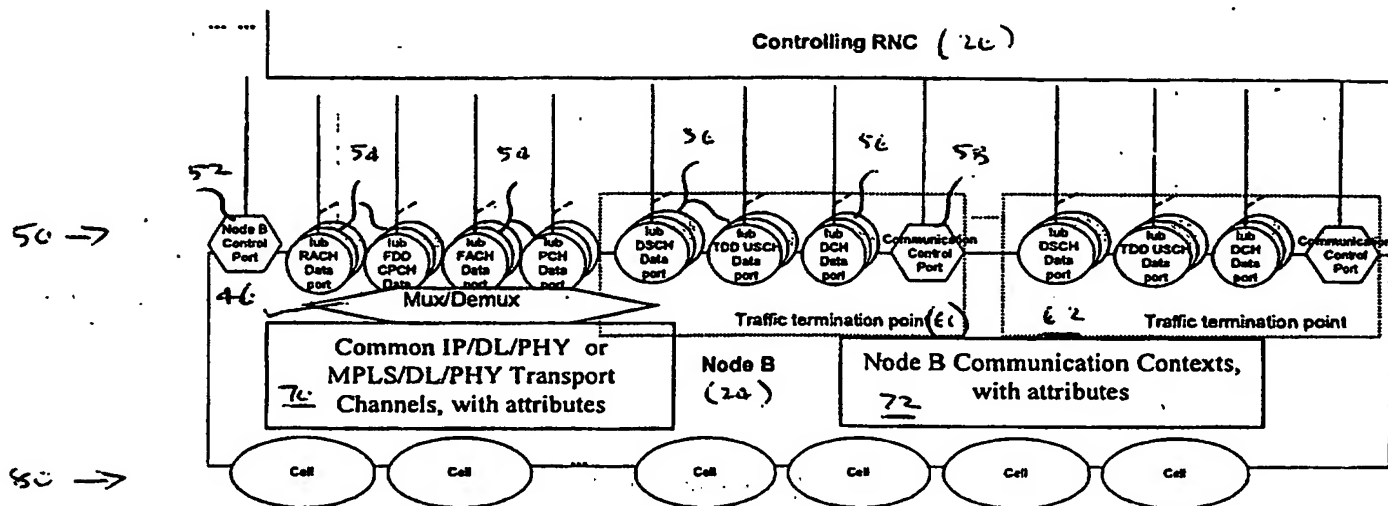 ... ...
Controlling RNC (20)
52
54
54
56
56
58
50 →
Node B
Control
Port
Iub
RACH
Data
port
Iub
FDD
CPCH
Data
Iub
FACH
Data
port
Iub
PCH
Data
port
Iub
DSCH
Data
port
Iub
TDD USCH
Data
port
Iub
DCH
Data
port
Communication
Control
Port
Iub
DSCH
Data
port
Iub
TDD USCH
Data
port
Iub
DCH
Data
port
Communication
Control
Port
46
Mux/Demux
Traffic termination point (60)
62
Traffic termination point
Common IP/DL/PHY or
MPLS/DL/PHY Transport
Channels, with attributes
70
Node B
(24)
Node B Communication Contexts,
with attributes
72
80 →
Cell
Cell
...
Cell
Cell
Cell
Cell